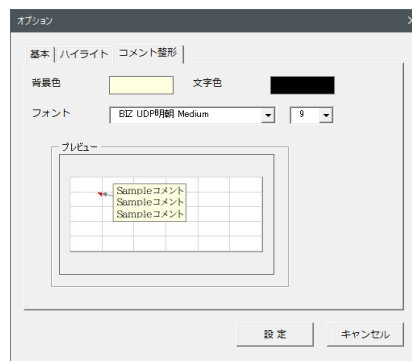 オプション
基本 ハイライト コメント整形
背景色 文字色
フォント BIZ UDP明朝 Medium 9
プレビュー
Sampleコメント
Sampleコメント
Sampleコメント
設定 キャンセル